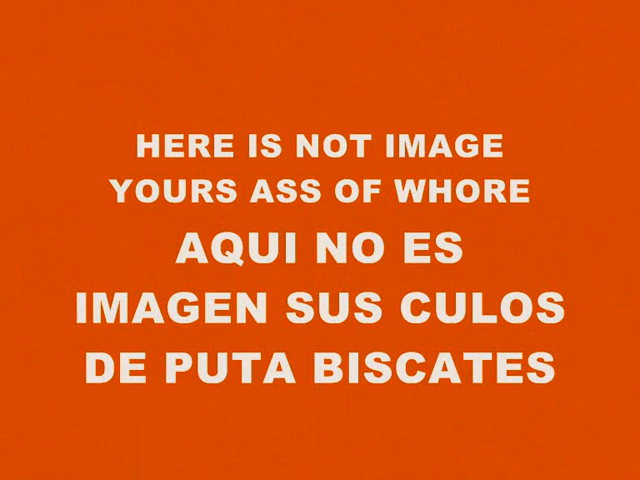 HERE IS NOT IMAGE
YOURS ASS OF WHORE
AQUI NO ES
IMAGEN SUS CULOS
DE PUTA BISCATES